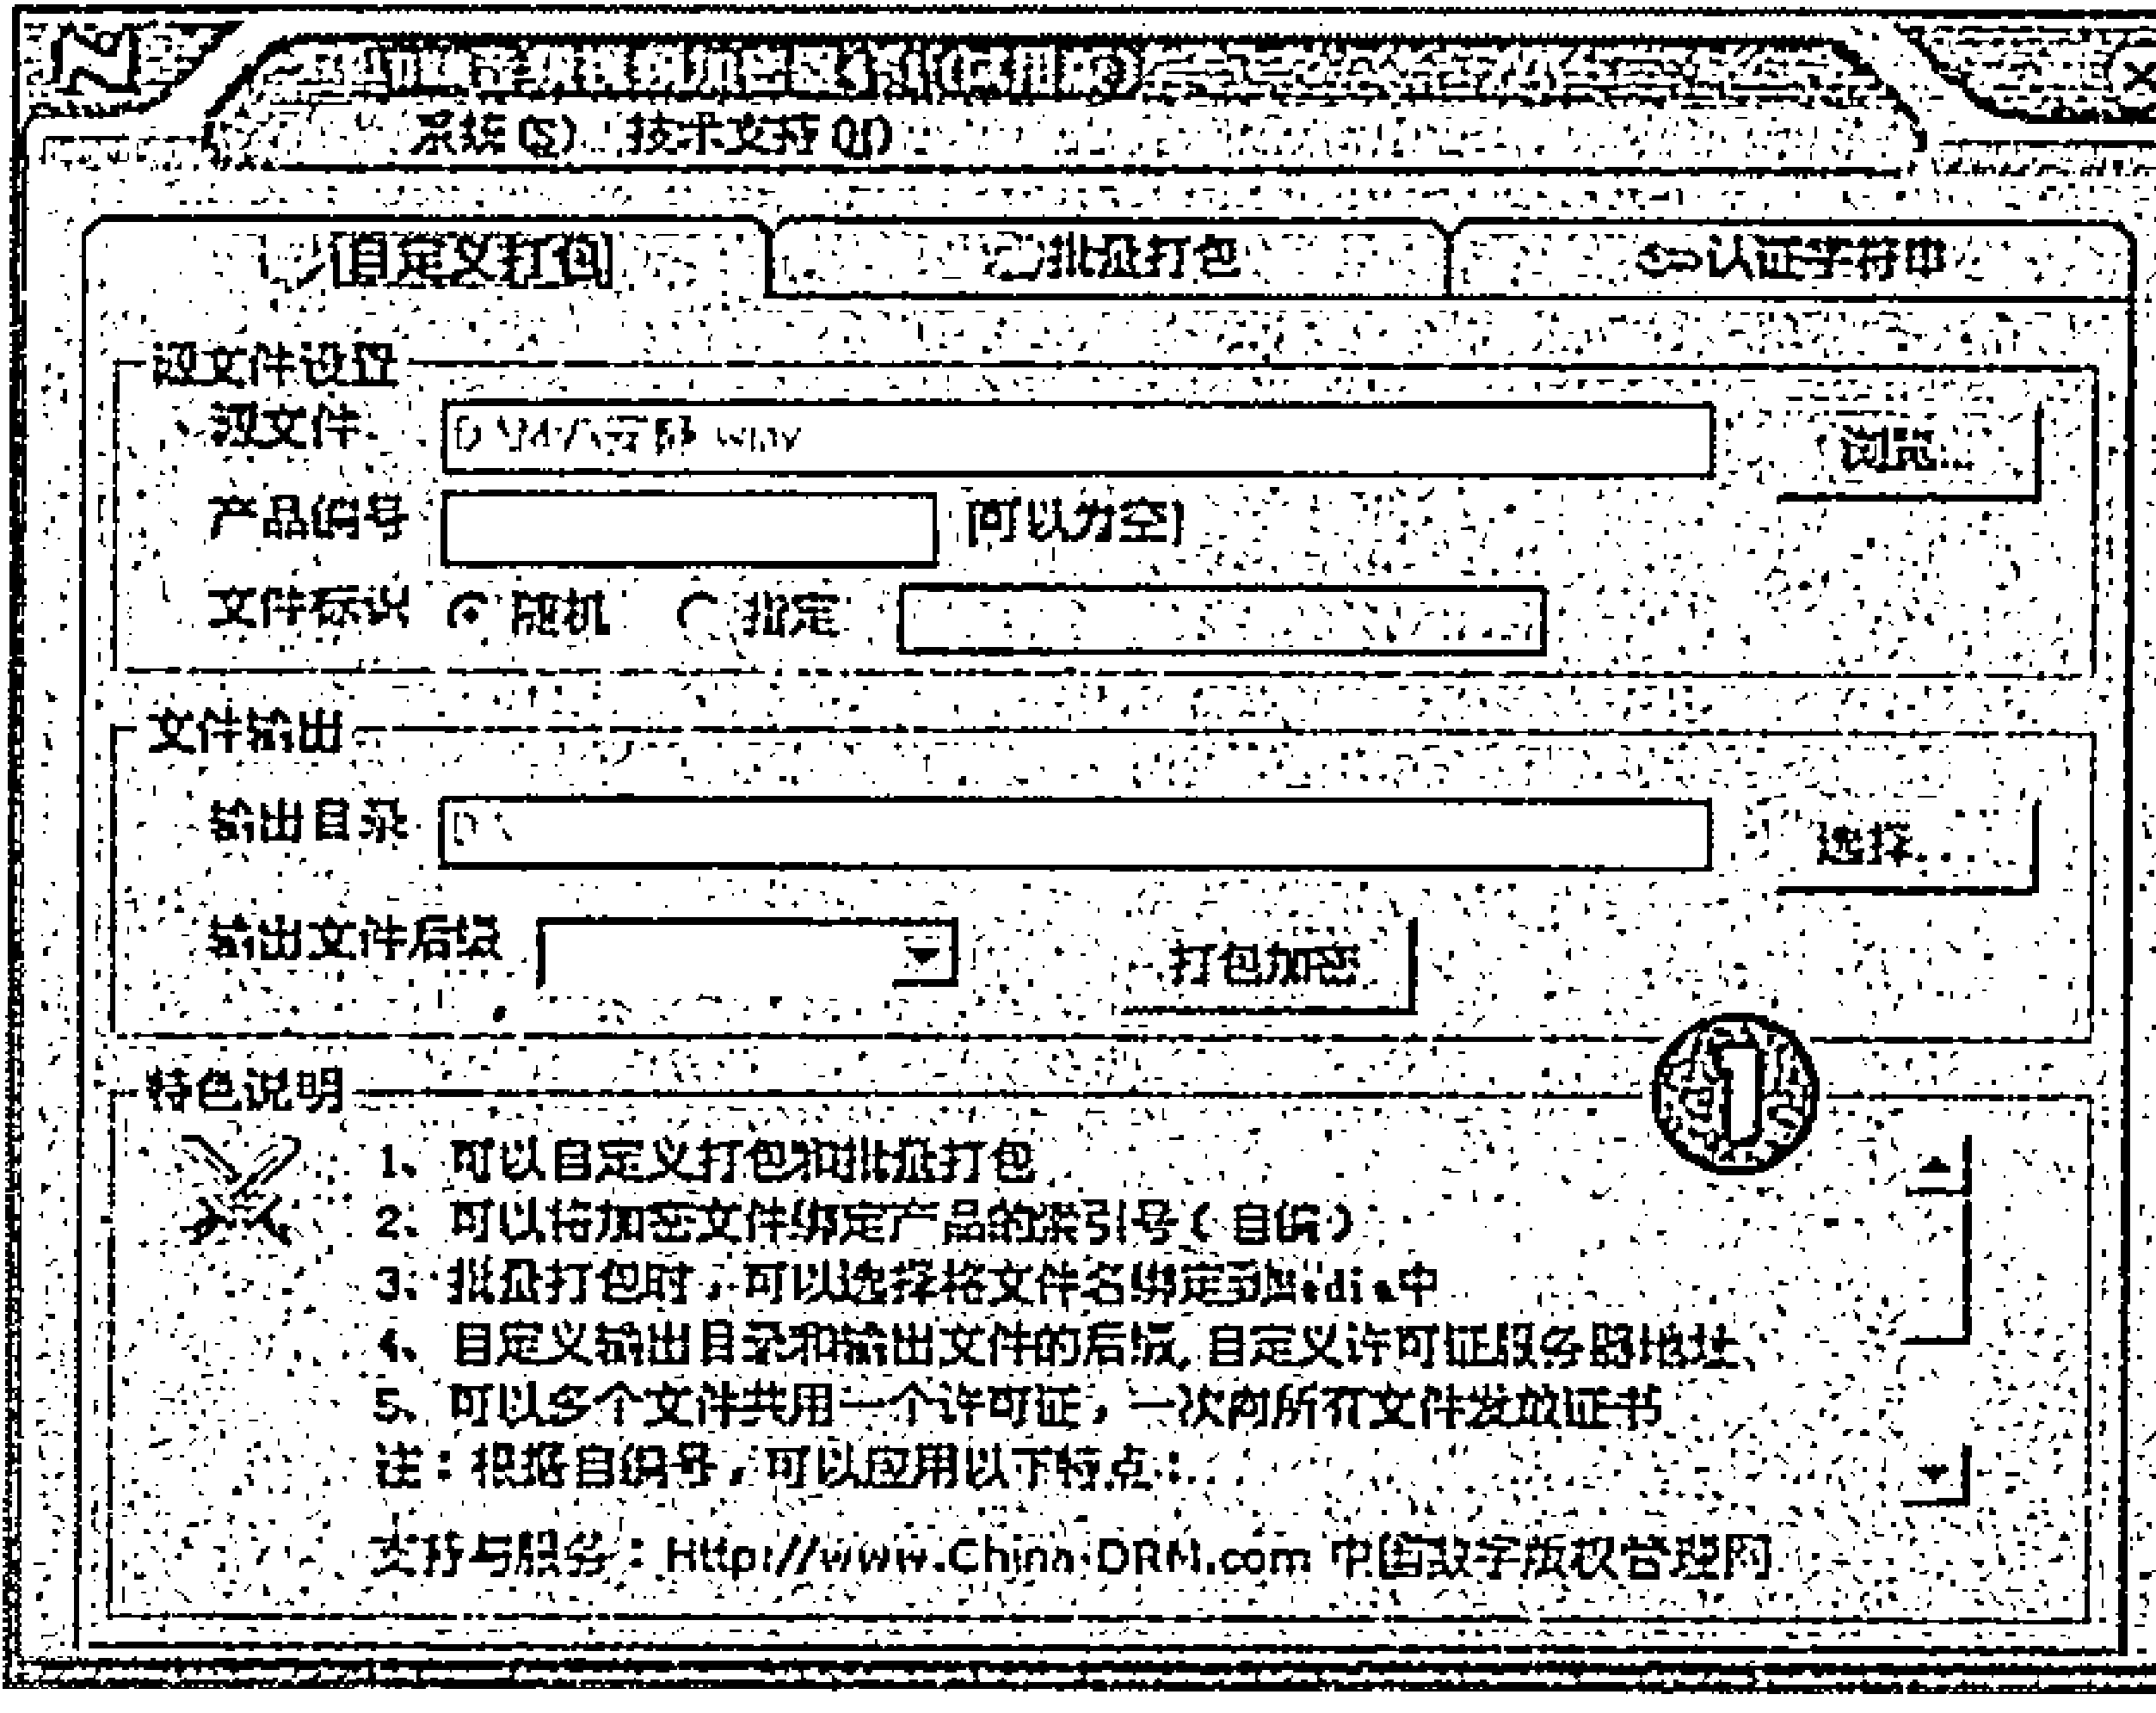 系统(S) 技术支持
自定义打包 批量打包 认证字符串
源文件设置
源文件 浏览...
产品编号 [可以为空]
文件标识 随机 指定
文件输出
输出目录 D:\ 选择...
输出文件后缀 打包加密
特色说明
1
1、可以自定义打包和批量打包
2、可以将加密文件绑定产品的索引号(自编)
3、批量打包时,可以选择将文件名绑定到Media中
4、自定义输出目录和输出文件的后缀,自定义许可证服务器地址
5、可以多个文件共用一个许可证,一次向所有文件发放证书
注:根据自编号,可以应用以下特点:
支持与服务:Http://www.China-DRM.com 中国数字版权管理网